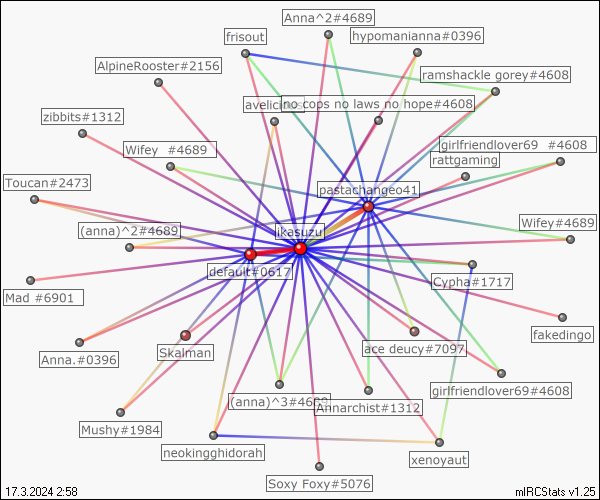 Anna^2#4689
frisout
hypomanianna#0396
AlpineRooster#2156
ramshackle gorey#4608
avelicin
no cops no laws no hope#4608
zibbits#1312
Wifey #4689
girlfriendlover69 #4608
rattgaming
Toucan#2473
pastachangeo41
(anna)^2#4689
ikasuzu
Wifey#4689
default#0617
Cypha#1717
Mad #6901
fakedingo
Anna.#0396
Skalman
ace deucy#7097
girlfriendlover69#4608
(anna)^3#4689
Annarchist#1312
Mushy#1984
neokingghidorah
xenoyaut
Soxy Foxy#5076
17.3.2024 2:58
mIRCStats v1.25